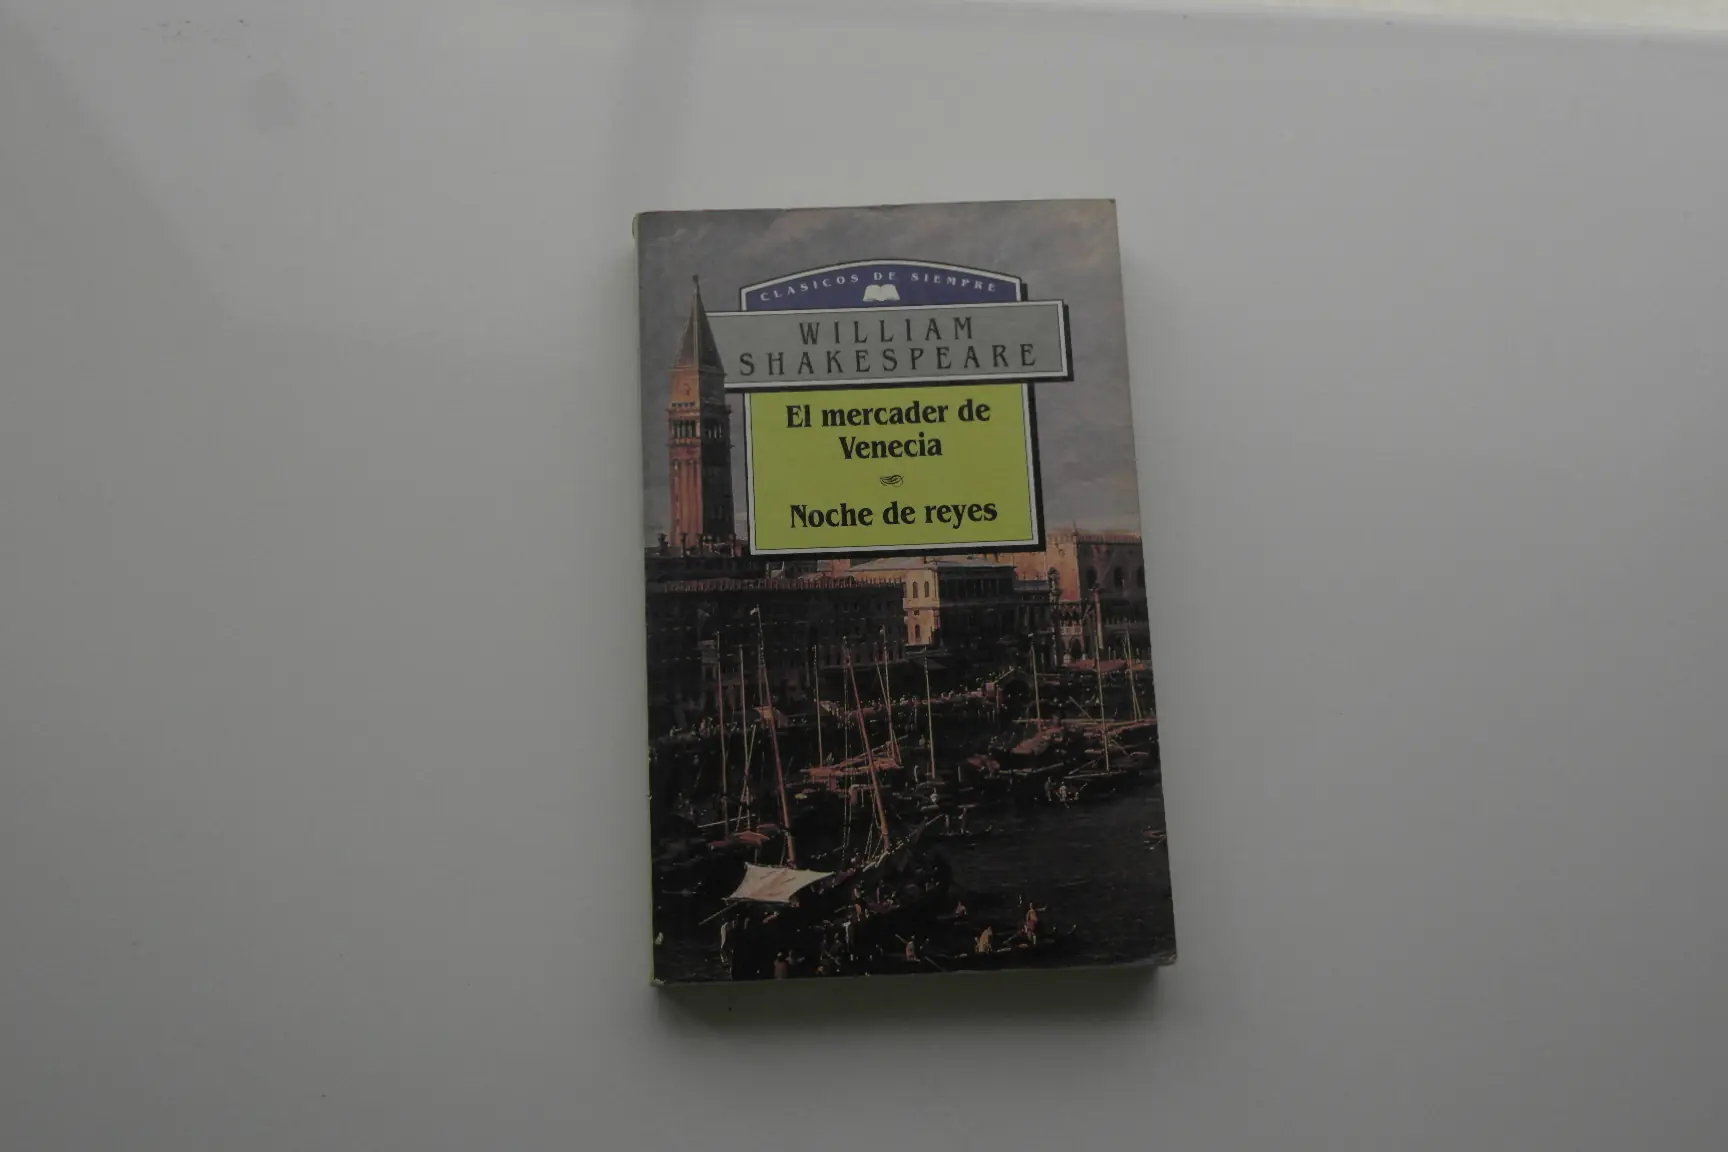 CLASICOS DE SIEMPRE
WILLIAM
SHAKESPEARE
El mercader de
Venecia
Noche de reyes